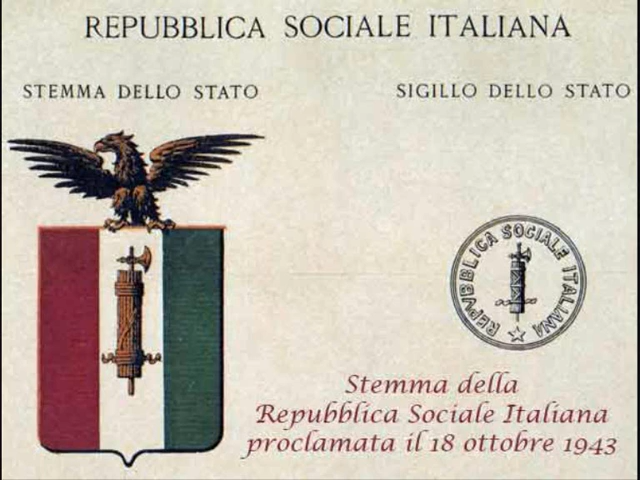 REPUBBLICA SOCIALE ITALIANA
STEMMA DELLO STATO
SIGILLO DELLO STATO
REPVBBLICA SOCIALE ITALIANA
Stemma della
Repubblica Sociale Italiana
proclamata il 18 ottobre 1943